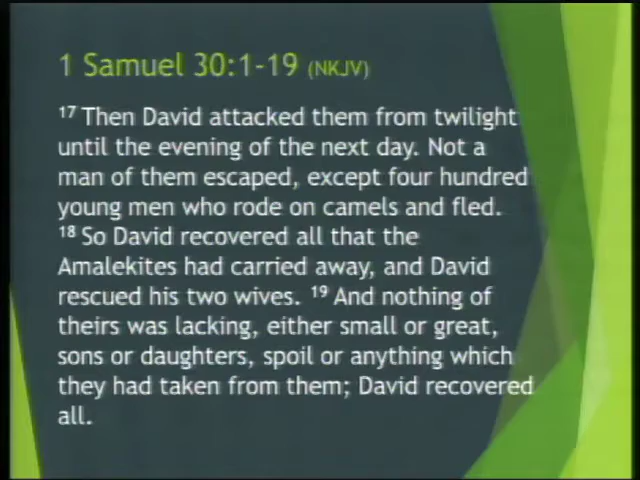 1 Samuel 30:1-19 (NKJV)
17 Then David attacked them from twilight
until the evening of the next day. Not a
man of them escaped, except four hundred
young men who rode on camels and fled.
18 So David recovered all that the
Amalekites had carried away, and David
rescued his two wives. 19 And nothing of
theirs was lacking, either small or great,
sons or daughters, spoil or anything which
they had taken from them; David recovered
all.